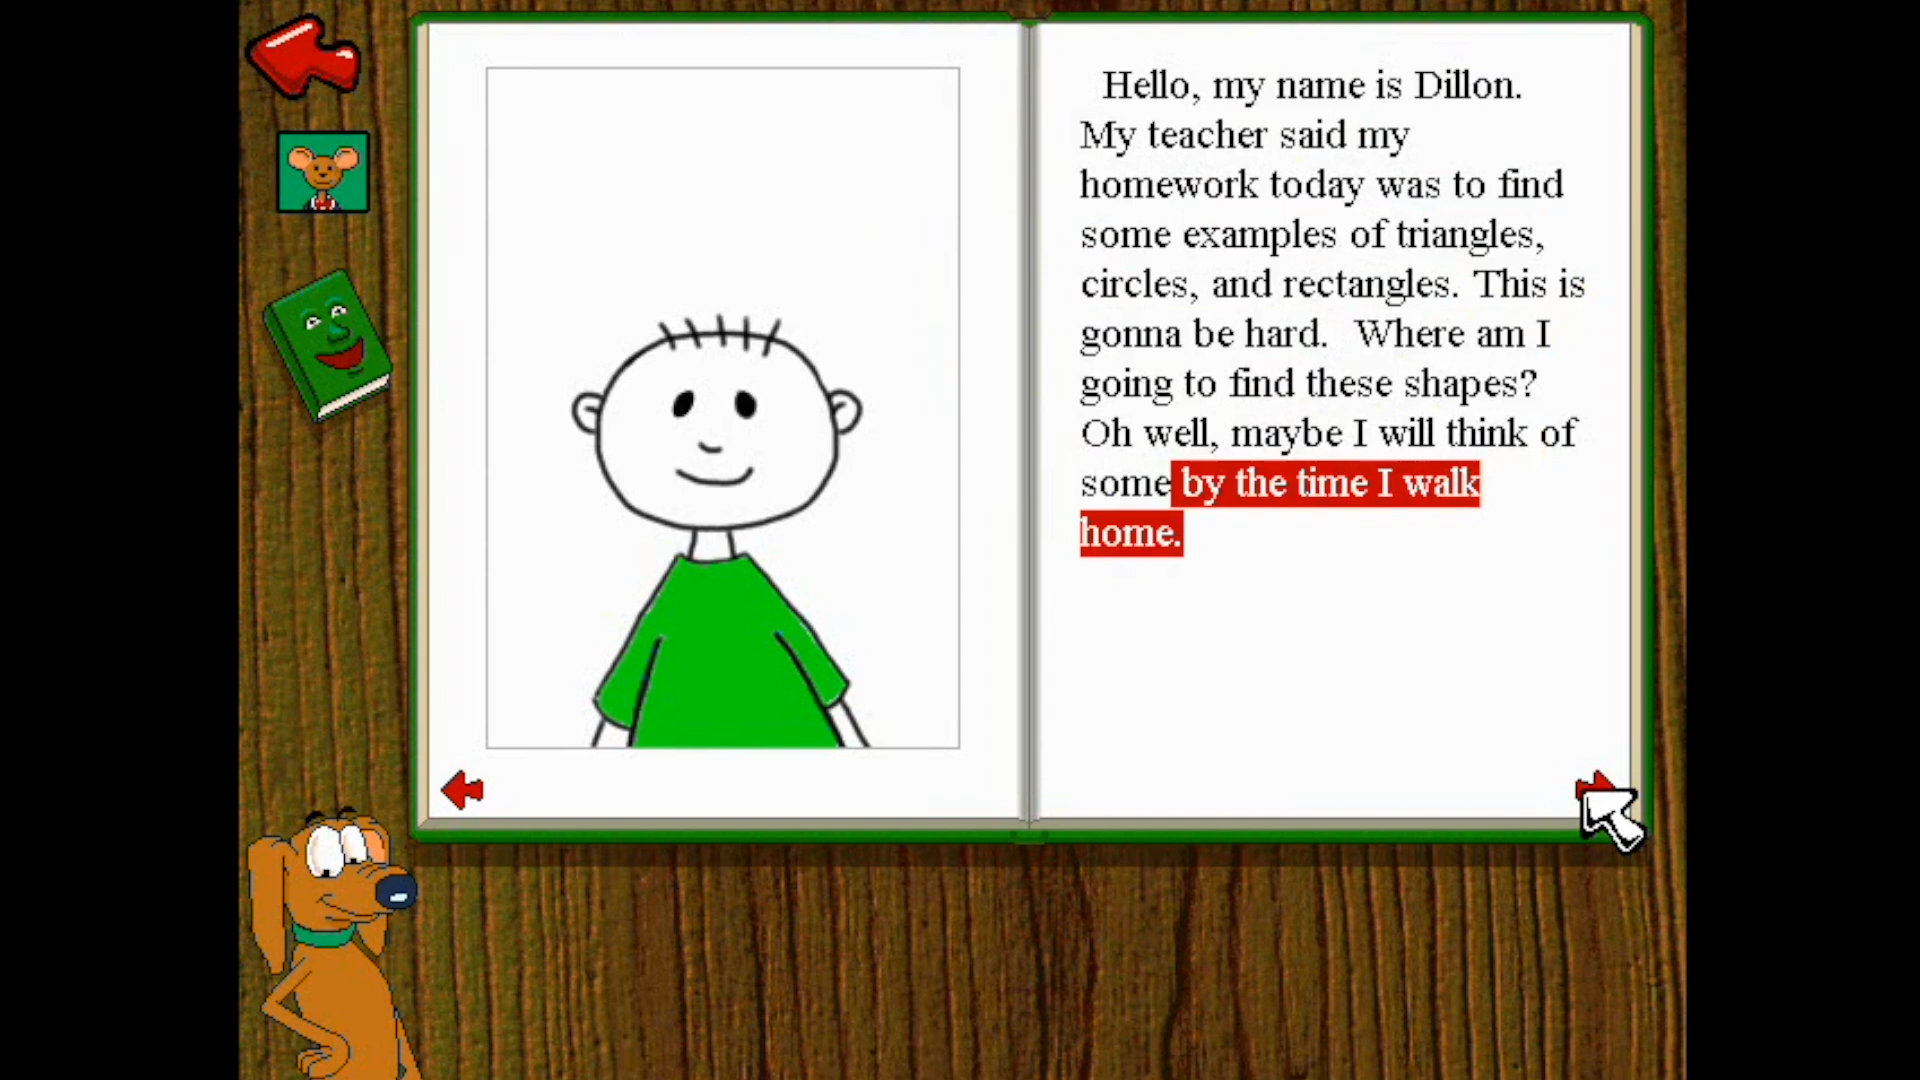 Hello, my name is Dillon.
My teacher said my
homework today was to find
some examples of triangles,
circles, and rectangles. This is
gonna be hard. Where am I
going to find these shapes?
Oh well, maybe I will think of
some by the time I walk
home.